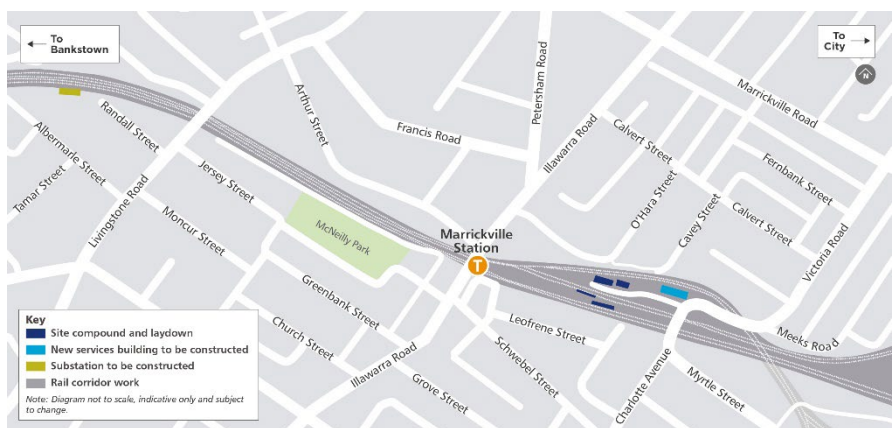 To
Bankstown
To
City
N
Randall Street
Albermarle Street
Tamar Street
Livingstone Road
Moncur Street
Jersey Street
Arthur Street
Francis Road
Petersham Road
Illawarra Road
Marrickville Road
Calvert Street
Fernbank Street
O'Hara Street
Cavey Street
Calvert Street
Victoria Road
McNeilly Park
Marrickville
Station
T
Greenbank Street
Church Street
Illawarra Road
Grove Street
Schwebel Street
Leofrene Street
Charlotte Avenue
Myrtle Street
Meeks Road
Key
Site compound and laydown
New services building to be constructed
Substation to be constructed
Rail corridor work
Note: Diagram not to scale, indicative only and subject
to change.